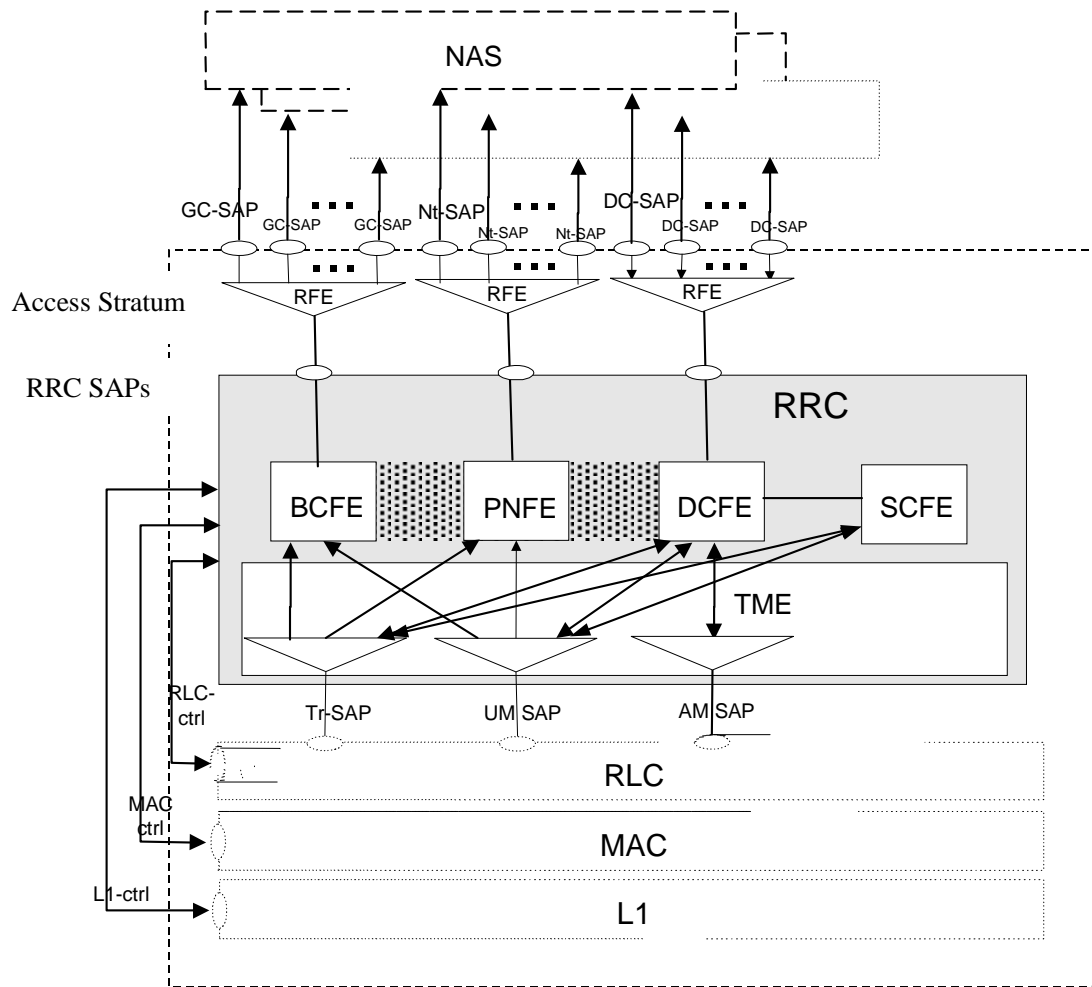 NAS
GC-SAP
GC-SAP
GC-SAP
Nt-SAP
Nt-SAP
Nt-SAP
DC-SAP
DC-SAP
DC-SAP
RFE
RFE
RFE
Access Stratum
RRC SAPs
RRC
BCFE
PNFE
DCFE
SCFE
TME
RLC-
ctrl
Tr-SAP
UM SAP
AM SAP
RLC
MAC
ctrl
MAC
L1-ctrl
L1